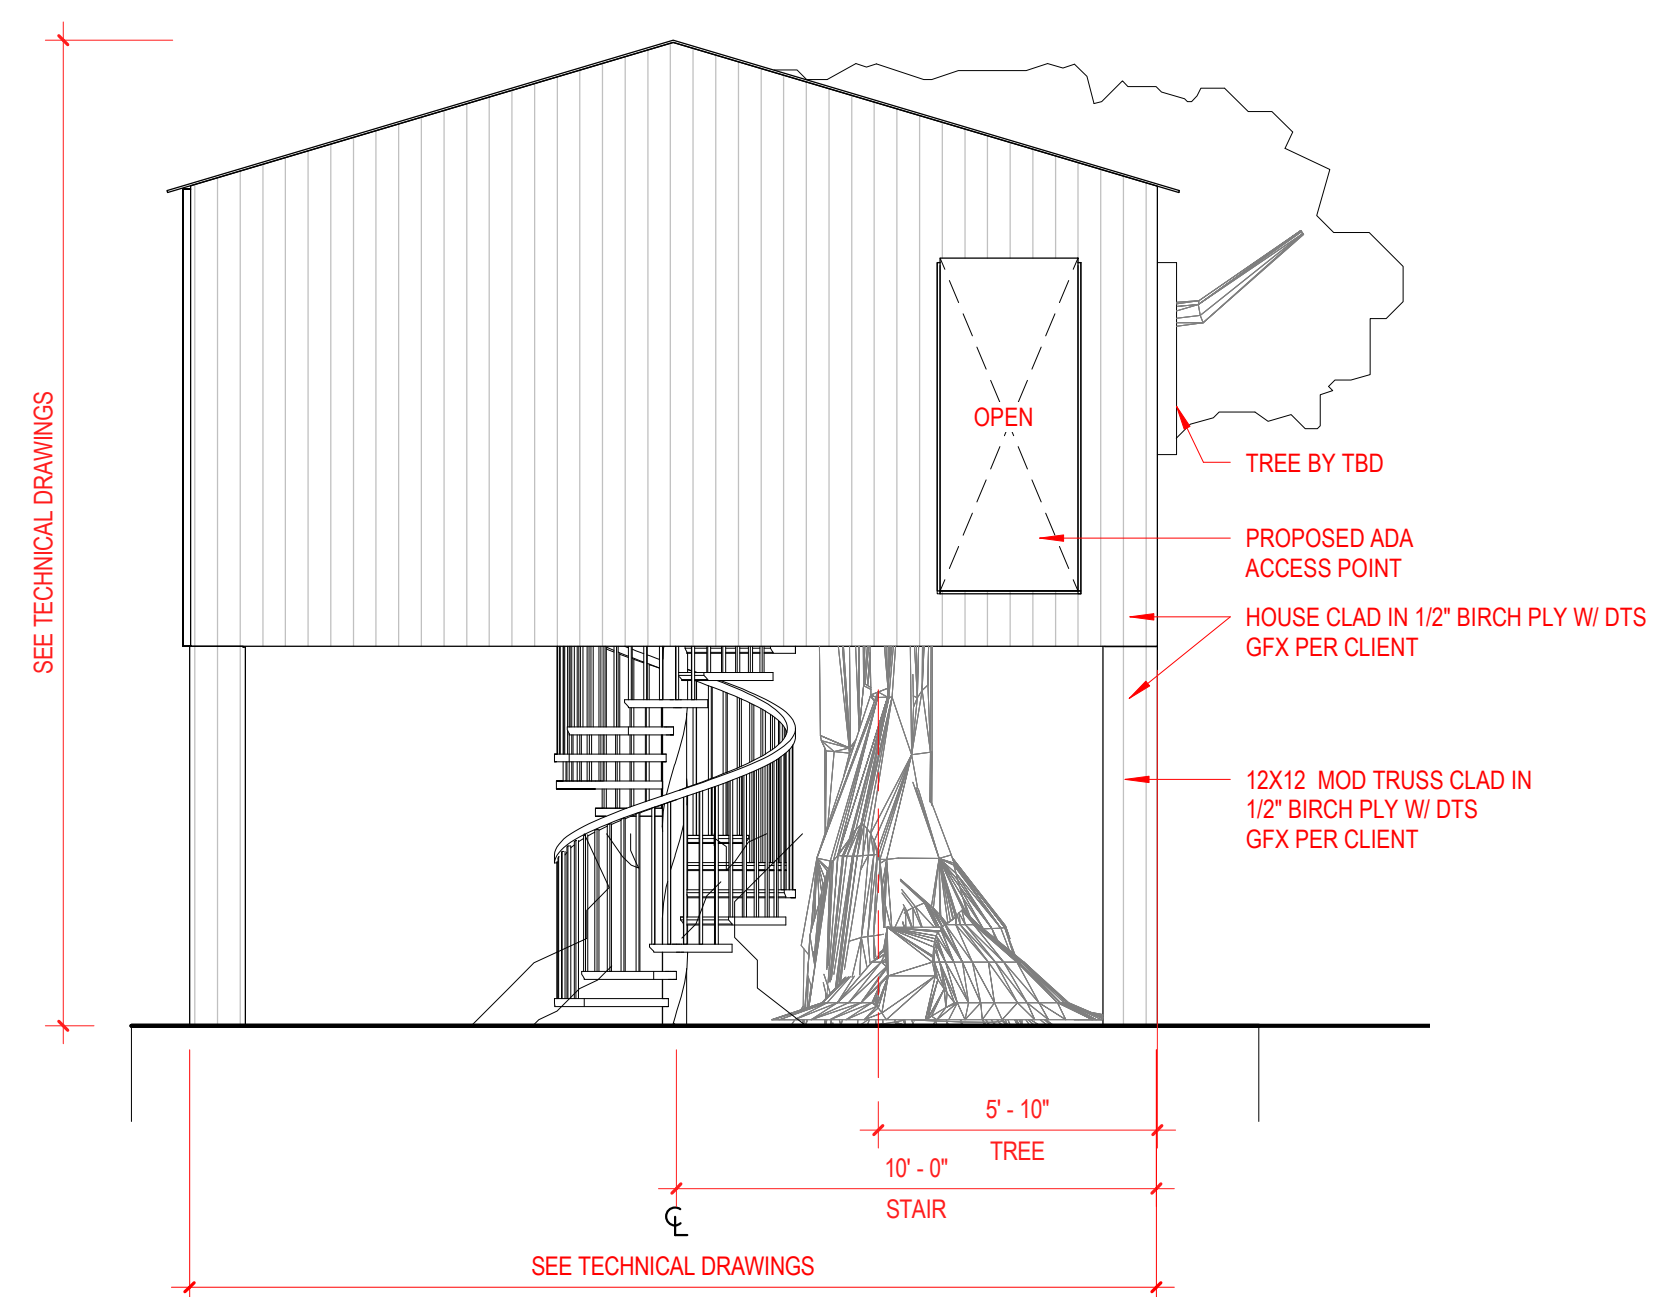 SEE TECHNICAL DRAWINGS
OPEN
TREE BY TBD
PROPOSED ADA
ACCESS POINT
HOUSE CLAD IN 1/2" BIRCH PLY W/ DTS
GFX PER CLIENT
12X12 MOD TRUSS CLAD IN
1/2" BIRCH PLY W/ DTS
GFX PER CLIENT
5' - 10"
TREE
10' - 0"
STAIR
℄
SEE TECHNICAL DRAWINGS